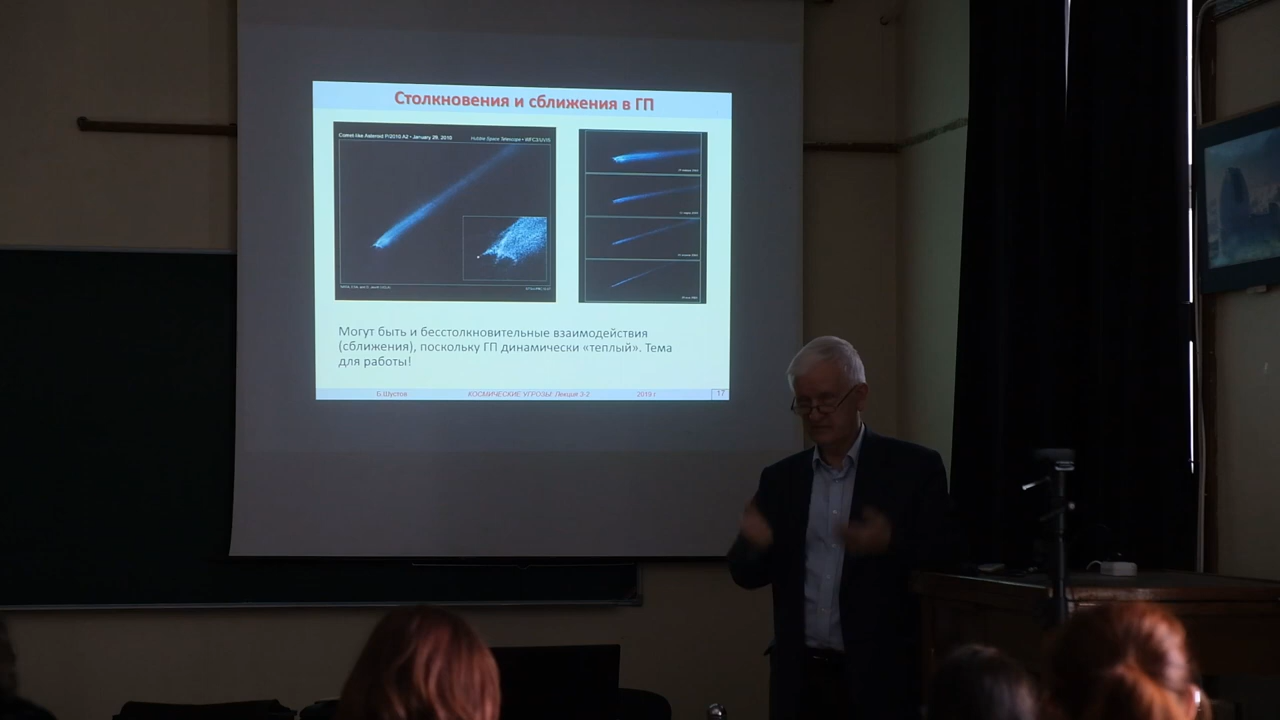 Столкновения и сближения в ГП
Comet-like Asteroid P/2010 A2 • January 29, 2010
Hubble Space Telescope • WFC3/UVIS
Могут быть и бесстолкновительные взаимодействия
(сближения), поскольку ГП динамически «теплый». Тема
для работы!
Б.Шустов
КОСМИЧЕСКИЕ УГРОЗЫ: Лекция 3-2
2019 г
17